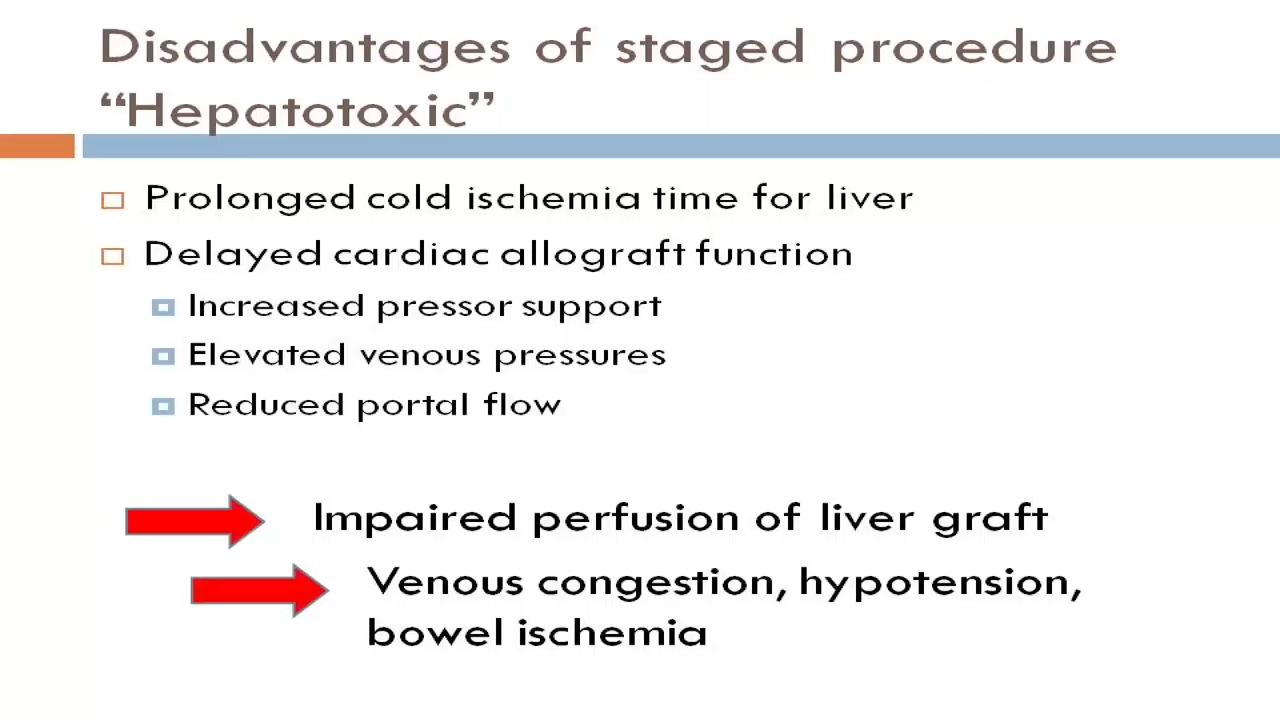 Disadvantages of staged procedure
“Hepatotoxic”
Prolonged cold ischemia time for liver
Delayed cardiac allograft function
Increased pressor support
Elevated venous pressures
Reduced portal flow
Impaired perfusion of liver graft
Venous congestion, hypotension,
bowel ischemia